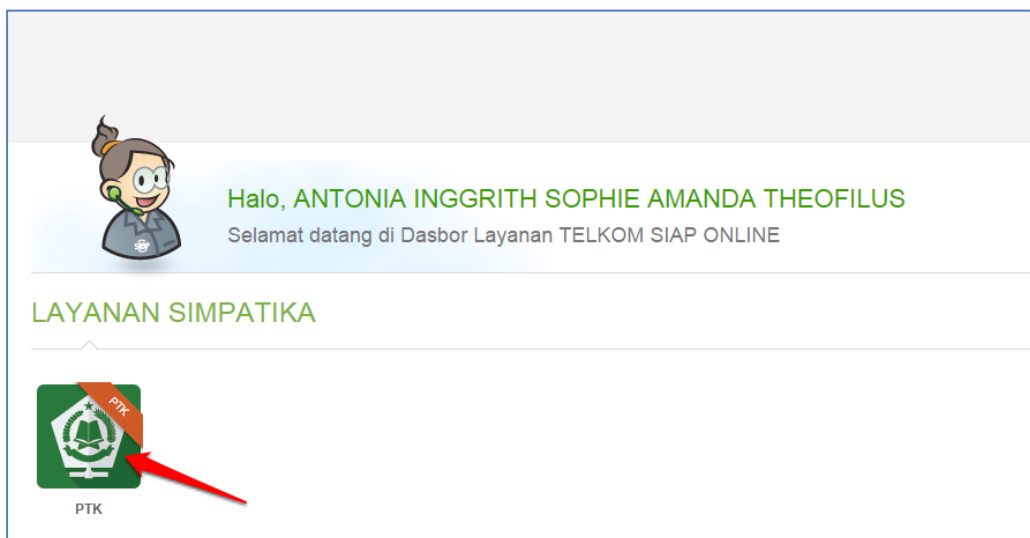 Halo, ANTONIA INGGRITH SOPHIE AMANDA THEOFILUS
Selamat datang di Dasbor Layanan TELKOM SIAP ONLINE
LAYANAN SIMPATIKA
PTK
PTK